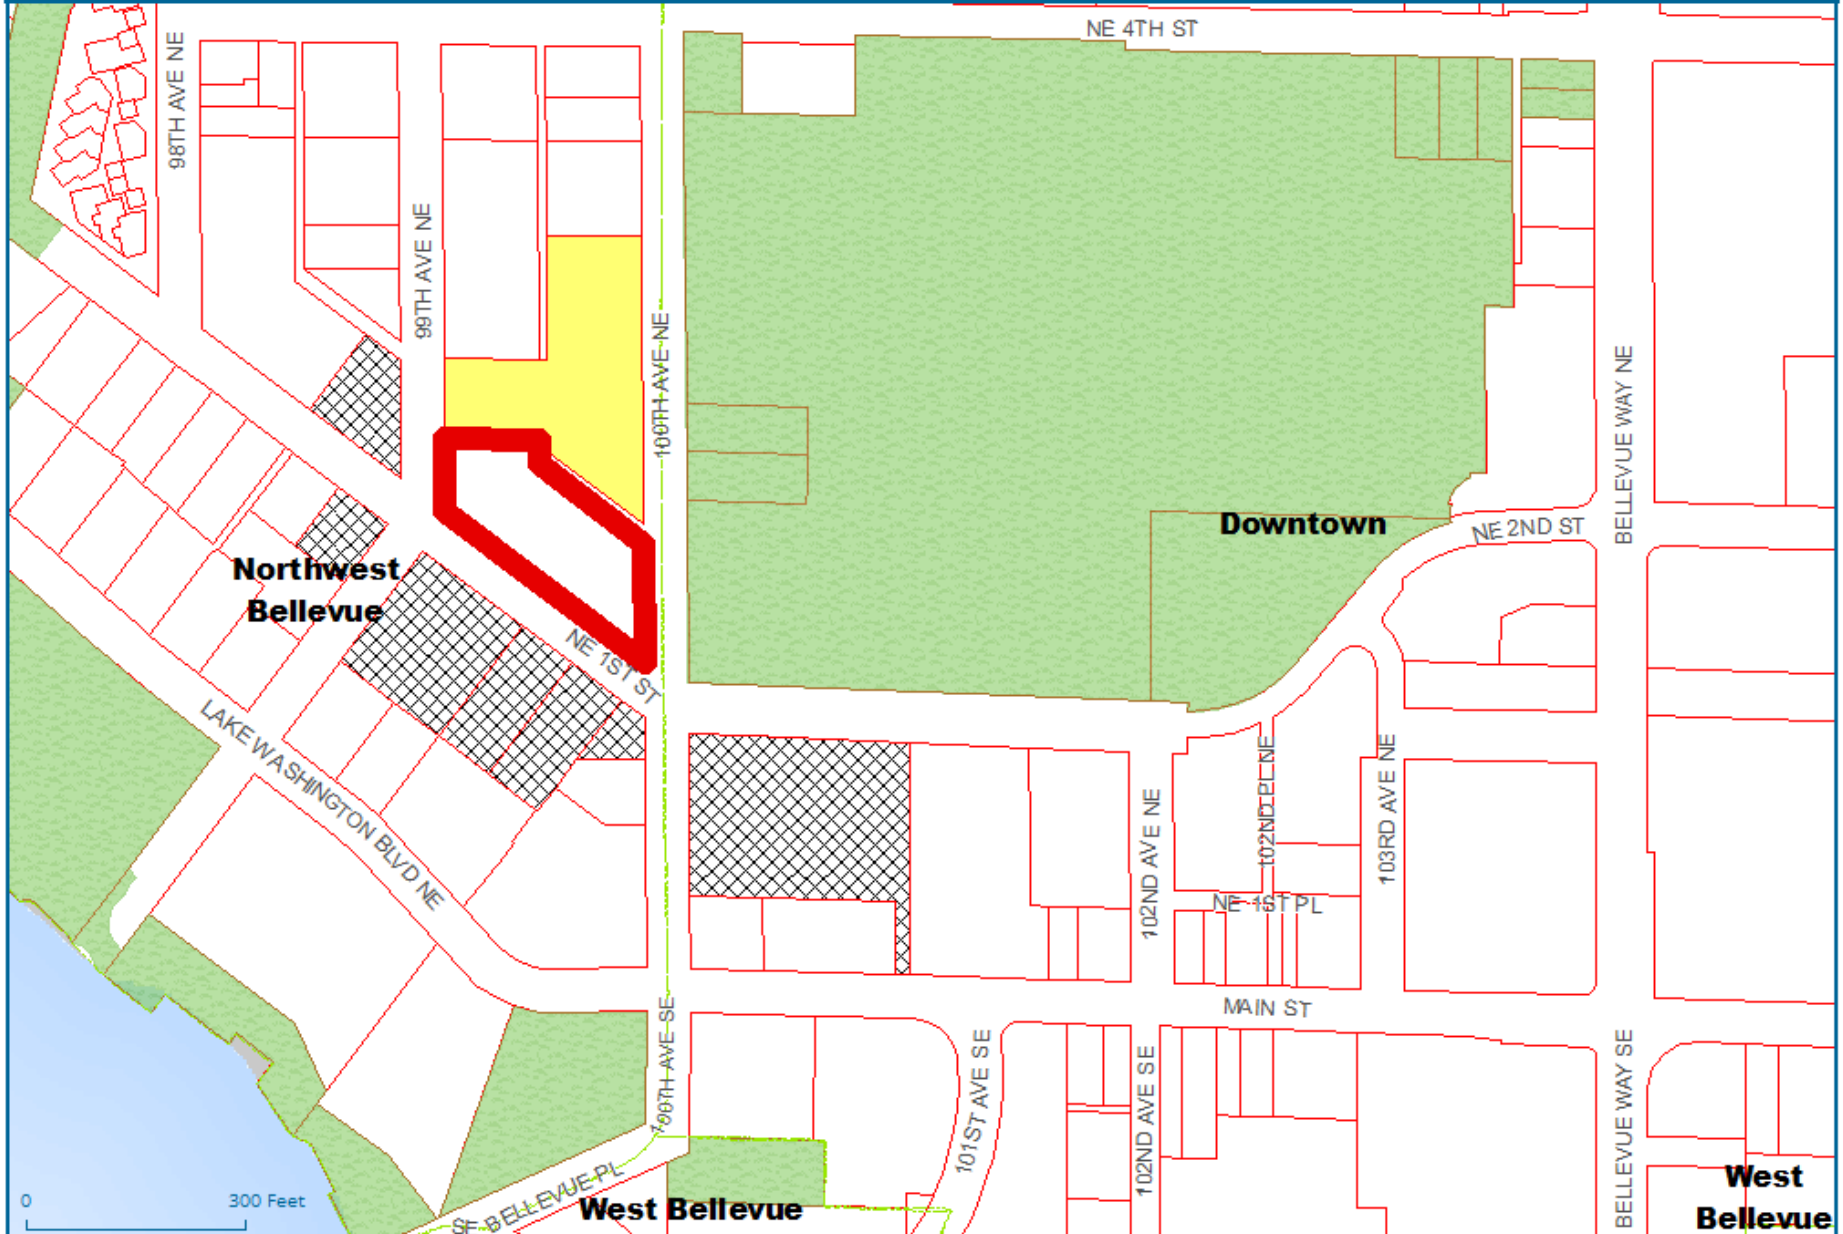 NE 4TH ST
98TH AVE NE
99TH AVE NE
100TH AVE NE
BELLEVUE WAY NE
Downtown
NE 2ND ST
Northwest
Bellevue
NE 1ST ST
LAKE WASHINGTON BLVD NE
102ND AVE NE
102ND PL NE
103RD AVE NE
NE 1ST PL
MAIN ST
100TH AVE SE
101ST AVE SE
102ND AVE SE
BELLEVUE WAY SE
SE BELLEVUE PL
West Bellevue
West
Bellevue
0 300 Feet